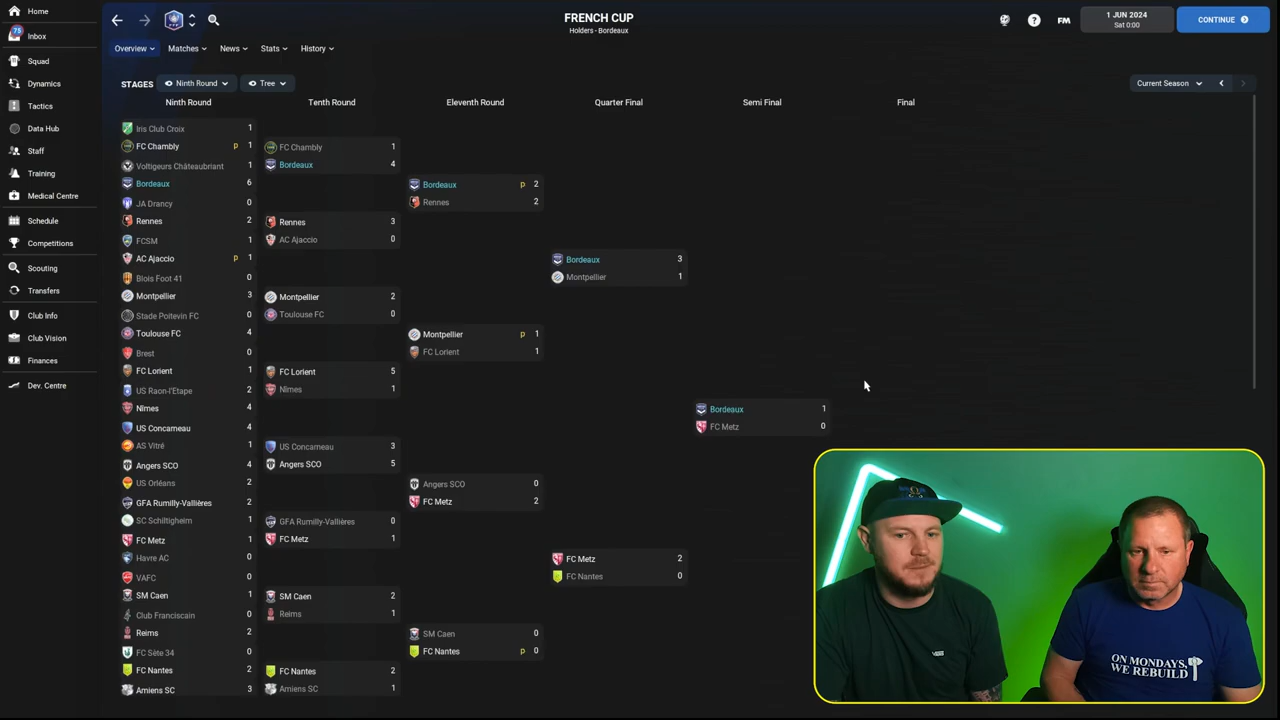 Home
75
Inbox
Squad
Dynamics
Tactics
Data Hub
Staff
Training
Medical Centre
Schedule
Competitions
Scouting
Transfers
Club Info
Club Vision
Finances
Dev. Centre
FRENCH CUP
Holders - Bordeaux
?
FM
1 JUN 2024
Sat 0:00
CONTINUE
Overview
Matches
News
Stats
History
STAGES
Ninth Round
Tree
Current Season
Ninth Round
Tenth Round
Eleventh Round
Quarter Final
Semi Final
Final
Iris Club Croix 1
FC Chambly p 1
Voltigeurs Châteaubriant 1
Bordeaux 6
JA Drancy 0
Rennes 2
FCSM 1
AC Ajaccio p 1
Blois Foot 41 0
Montpellier 3
Stade Poitevin FC 0
Toulouse FC 4
Brest 0
FC Lorient 1
US Raon-l'Etape 2
Nîmes 4
US Concarneau 4
AS Vitré 1
Angers SCO 4
US Orléans 2
GFA Rumilly-Vallières 2
SC Schiltigheim 1
FC Metz 1
Havre AC 0
VAFC 0
SM Caen 1
Club Franciscain 0
Reims 2
FC Sète 34 0
FC Nantes 2
Amiens SC 3
FC Chambly 1
Bordeaux 4
Rennes 3
AC Ajaccio 0
Montpellier 2
Toulouse FC 0
FC Lorient 5
Nîmes 1
US Concarneau 3
Angers SCO 5
GFA Rumilly-Vallières 0
FC Metz 1
SM Caen 2
Reims 1
FC Nantes 2
Amiens SC 1
Bordeaux p 2
Rennes 2
Montpellier p 1
FC Lorient 1
Angers SCO 0
FC Metz 2
SM Caen 0
FC Nantes p 0
Bordeaux 3
Montpellier 1
FC Metz 2
FC Nantes 0
Bordeaux 1
FC Metz 0
VANS
ON MONDAYS,
WE REBUILD